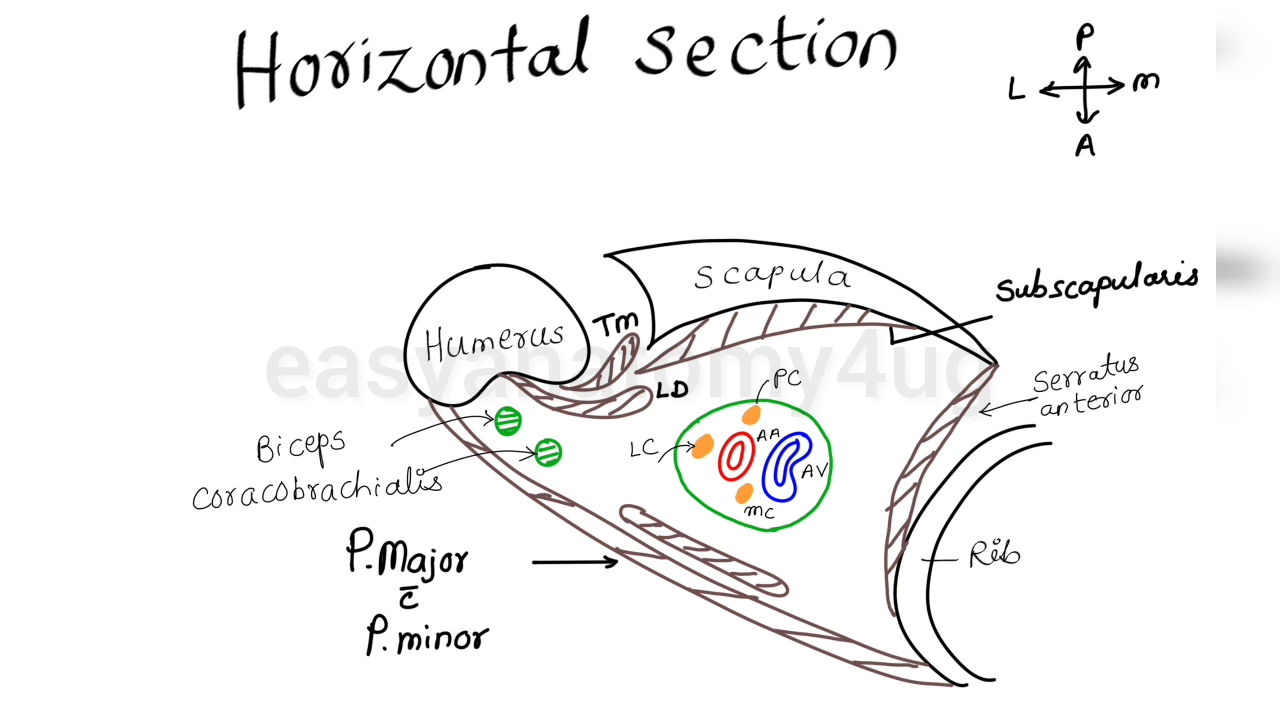 Horizontal section
P
L m
A
Scapula
Subscapularis
Humerus
Tm
easyanatomy4ug
LD
PC
Serratus
anterior
AA
LC
AV
mc
Biceps
coracobrachialis
P.Major
c̄
P.minor
Rib